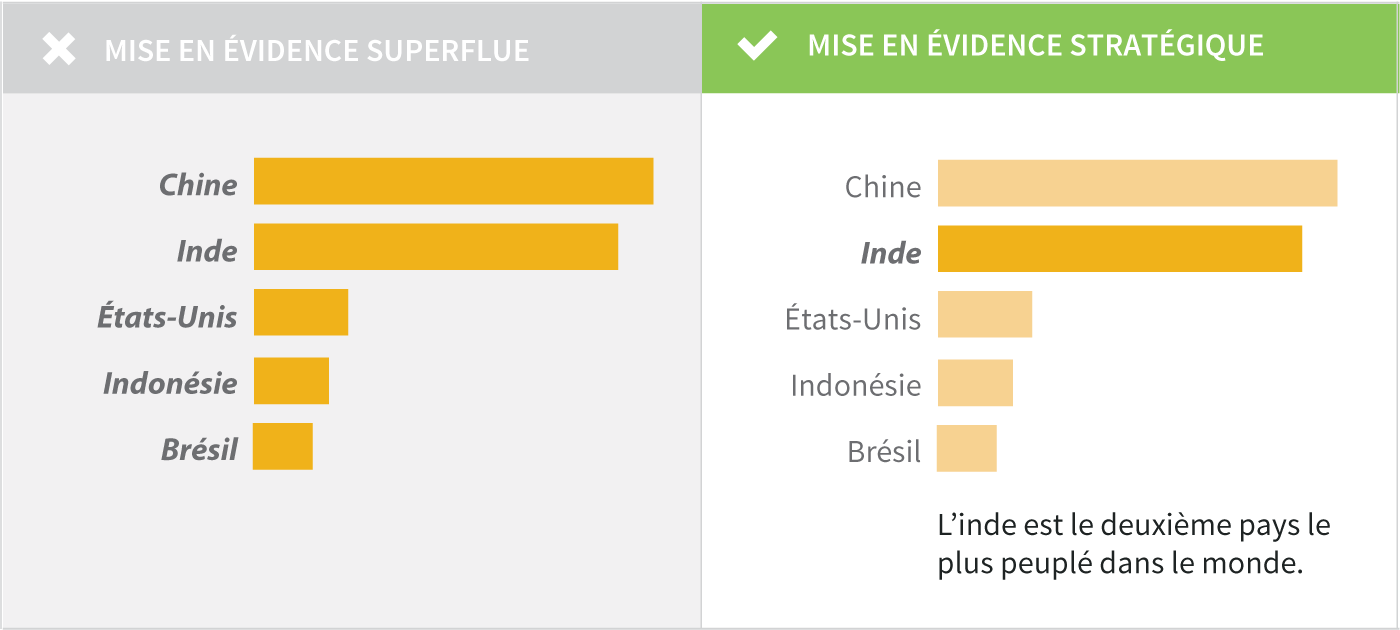 MISE EN ÉVIDENCE SUPERFLUE
Chine
Inde
États-Unis
Indonésie
Brésil
MISE EN ÉVIDENCE STRATÉGIQUE
Chine
Inde
États-Unis
Indonésie
Brésil
L’inde est le deuxième pays le
plus peuplé dans le monde.